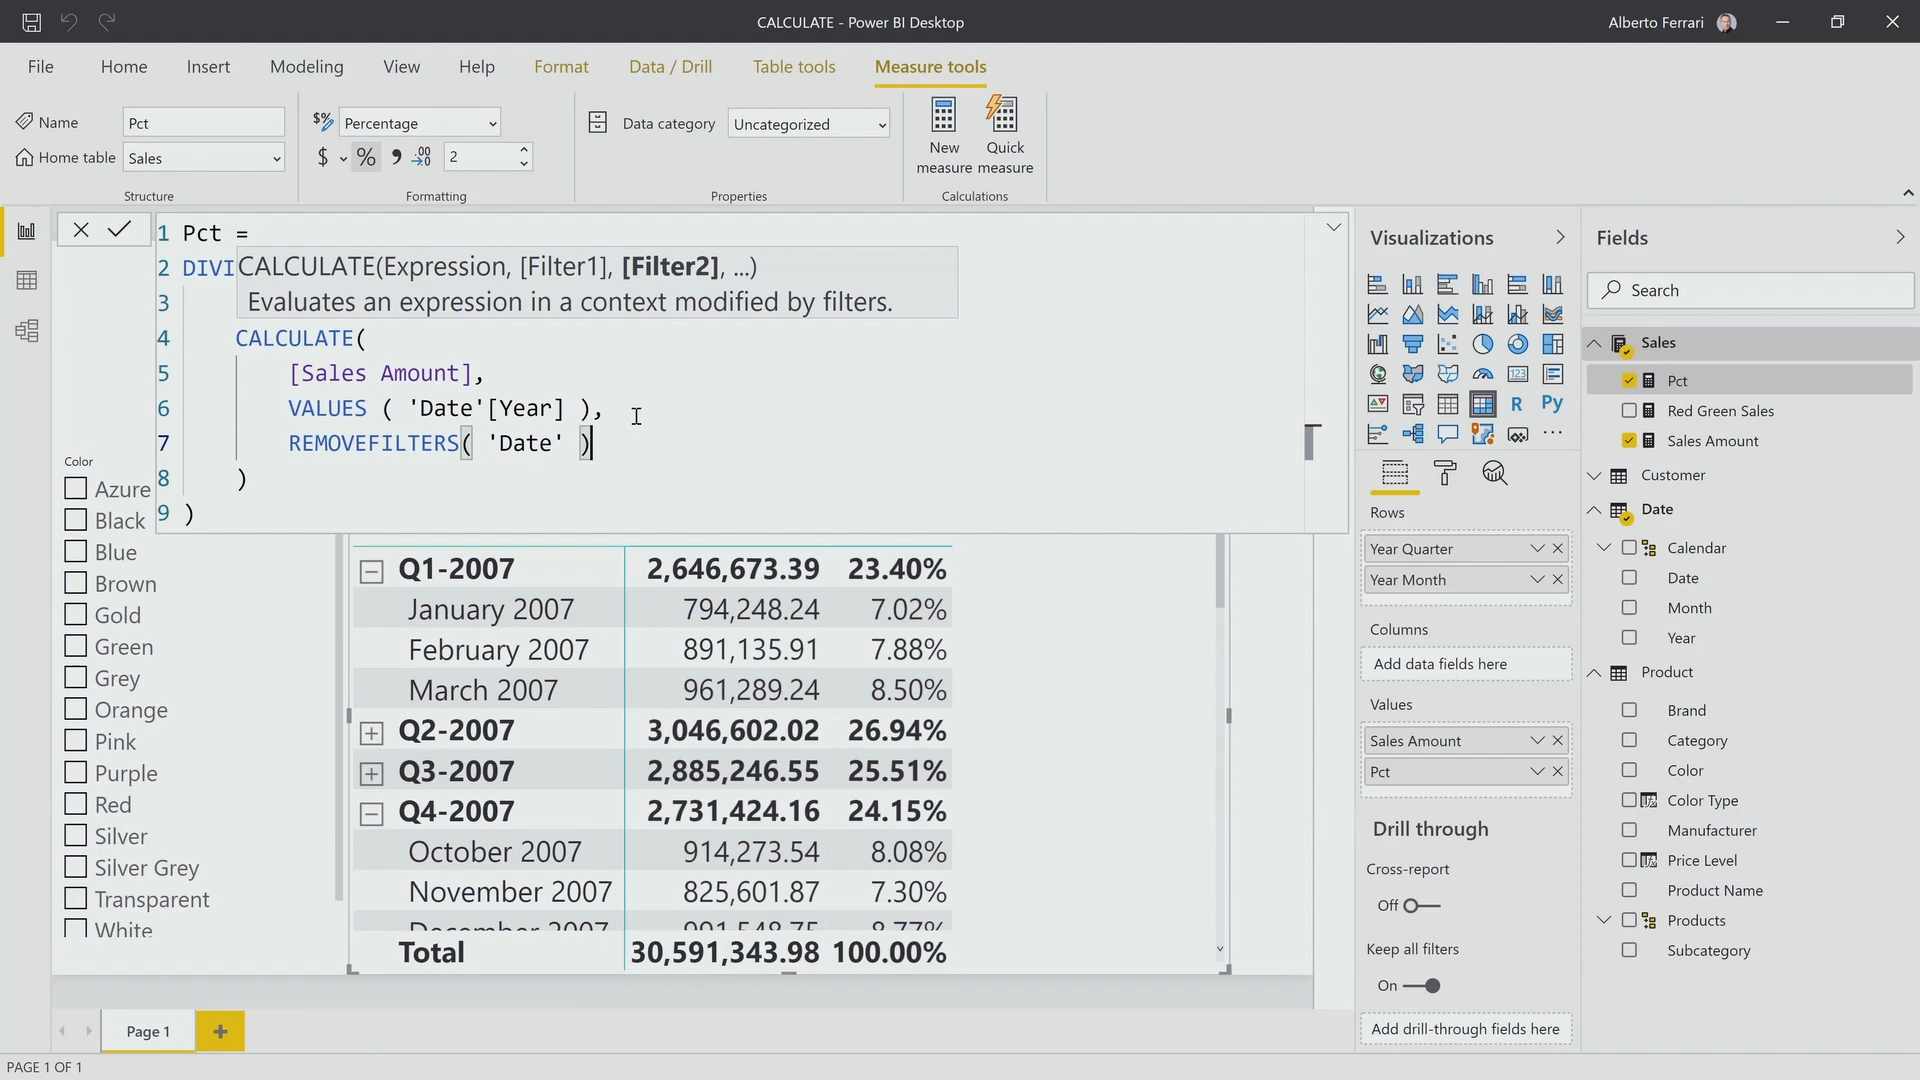 CALCULATE - Power BI Desktop
Alberto Ferrari
File
Home
Insert
Modeling
View
Help
Format
Data / Drill
Table tools
Measure tools
Name
Pct
Home table
Sales
Structure
Percentage
$ % 9 .00 →.0 2
Formatting
Data category
Uncategorized
Properties
New measure
Quick measure
Calculations
1 Pct =
2 DIVI
CALCULATE(Expression, [Filter1], [Filter2], ...)
Evaluates an expression in a context modified by filters.
3
4 CALCULATE(
5 [Sales Amount],
6 VALUES ( 'Date'[Year] ),
7 REMOVEFILTERS( 'Date' )
8 )
9 )
Color
Azure
Black
Blue
Brown
Gold
Green
Grey
Orange
Pink
Purple
Red
Silver
Silver Grey
Transparent
White
Q1-2007 2,646,673.39 23.40%
January 2007 794,248.24 7.02%
February 2007 891,135.91 7.88%
March 2007 961,289.24 8.50%
Q2-2007 3,046,602.02 26.94%
Q3-2007 2,885,246.55 25.51%
Q4-2007 2,731,424.16 24.15%
October 2007 914,273.54 8.08%
November 2007 825,601.87 7.30%
December 2007 991,548.75 8.77%
Total 30,591,343.98 100.00%
Visualizations
R
Py
123
Rows
Year Quarter
Year Month
Columns
Add data fields here
Values
Sales Amount
Pct
Drill through
Cross-report
Off
Keep all filters
On
Add drill-through fields here
Fields
Search
Sales
Pct
Red Green Sales
Sales Amount
Customer
Date
Calendar
Date
Month
Year
Product
Brand
Category
Color
Color Type
Manufacturer
Price Level
Product Name
Products
Subcategory
Page 1
PAGE 1 OF 1